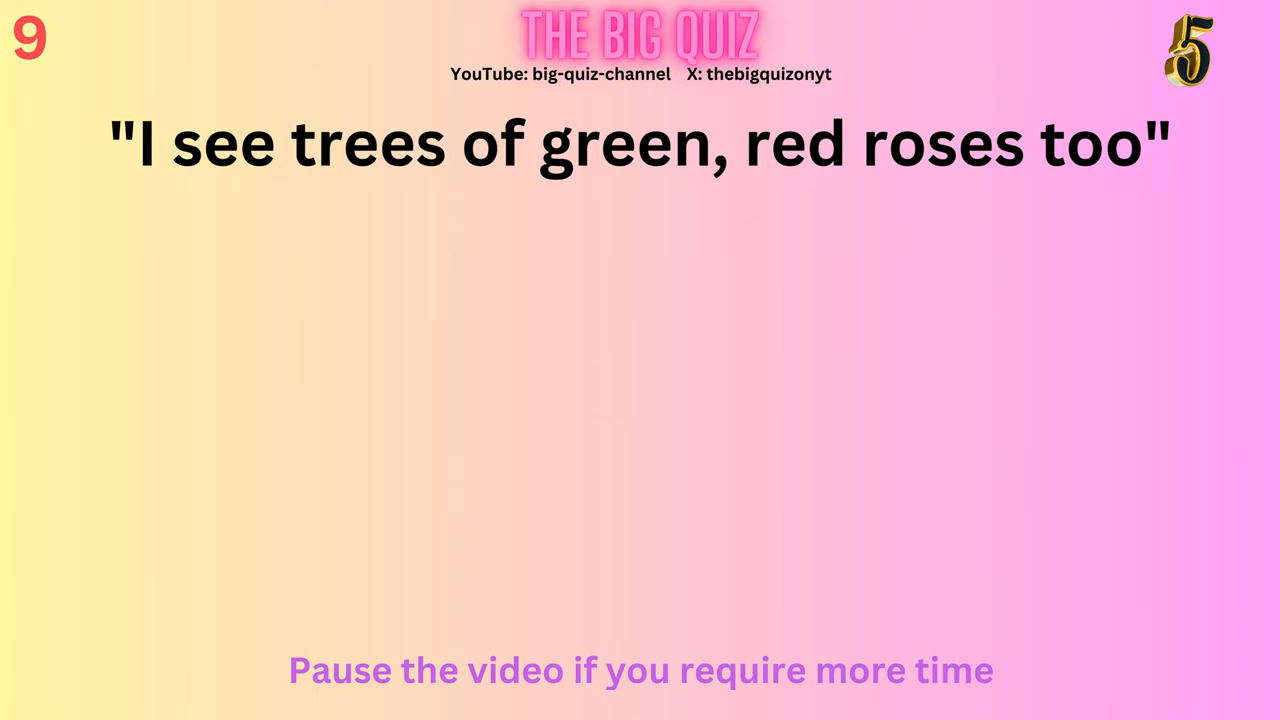 9
THE BIG QUIZ
5
YouTube: big-quiz-channel X: thebigquizonyt
"I see trees of green, red roses too"
Pause the video if you require more time